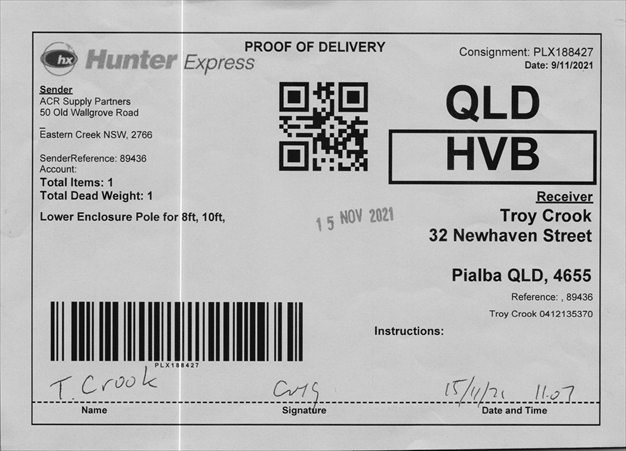 hx Hunter Express
PROOF OF DELIVERY
Consignment: PLX188427
Date: 9/11/2021
Sender
ACR Supply Partners
50 Old Wallgrove Road
_
Eastern Creek NSW, 2766
SenderReference: 89436
Account:
Total Items: 1
Total Dead Weight: 1
Lower Enclosure Pole for 8ft, 10ft,
QLD
HVB
15 NOV 2021
Receiver
Troy Crook
32 Newhaven Street
Pialba QLD, 4655
Reference: , 89436
Troy Crook 0412135370
Instructions:
PLX188427
T. Crook
15/11/21 11.07
Name
Signature
Date and Time